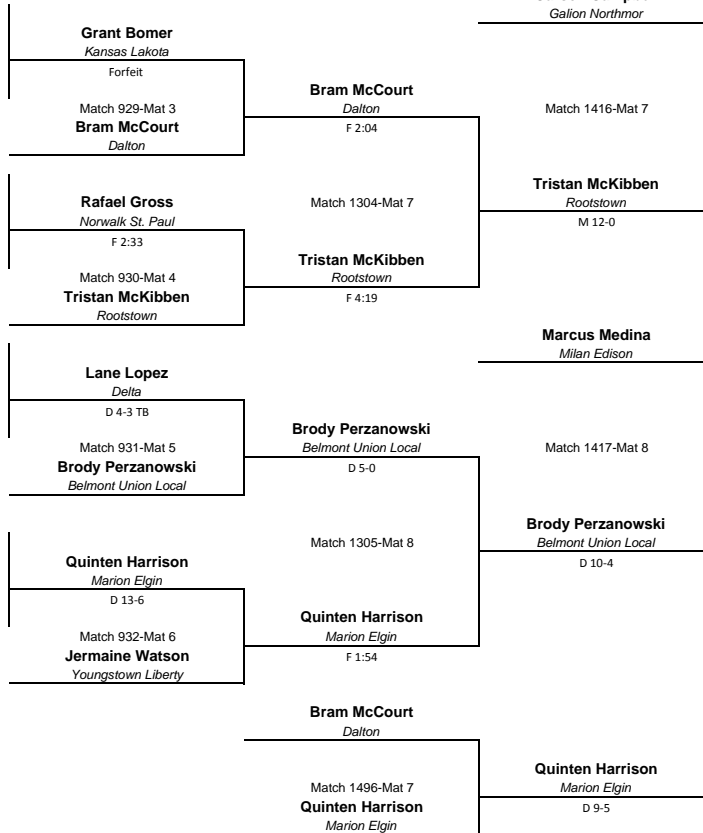 Galion Northmor
Grant Bomer
Kansas Lakota
Forfeit
Match 929-Mat 3
Bram McCourt
Dalton
Bram McCourt
Dalton
F 2:04
Match 1416-Mat 7
Rafael Gross
Norwalk St. Paul
F 2:33
Match 930-Mat 4
Tristan McKibben
Rootstown
Match 1304-Mat 7
Tristan McKibben
Rootstown
F 4:19
Tristan McKibben
Rootstown
M 12-0
Marcus Medina
Milan Edison
Lane Lopez
Delta
D 4-3 TB
Match 931-Mat 5
Brody Perzanowski
Belmont Union Local
Brody Perzanowski
Belmont Union Local
D 5-0
Match 1417-Mat 8
Quinten Harrison
Marion Elgin
D 13-6
Match 932-Mat 6
Jermaine Watson
Youngstown Liberty
Match 1305-Mat 8
Quinten Harrison
Marion Elgin
F 1:54
Brody Perzanowski
Belmont Union Local
D 10-4
Bram McCourt
Dalton
Match 1496-Mat 7
Quinten Harrison
Marion Elgin
Quinten Harrison
Marion Elgin
D 9-5